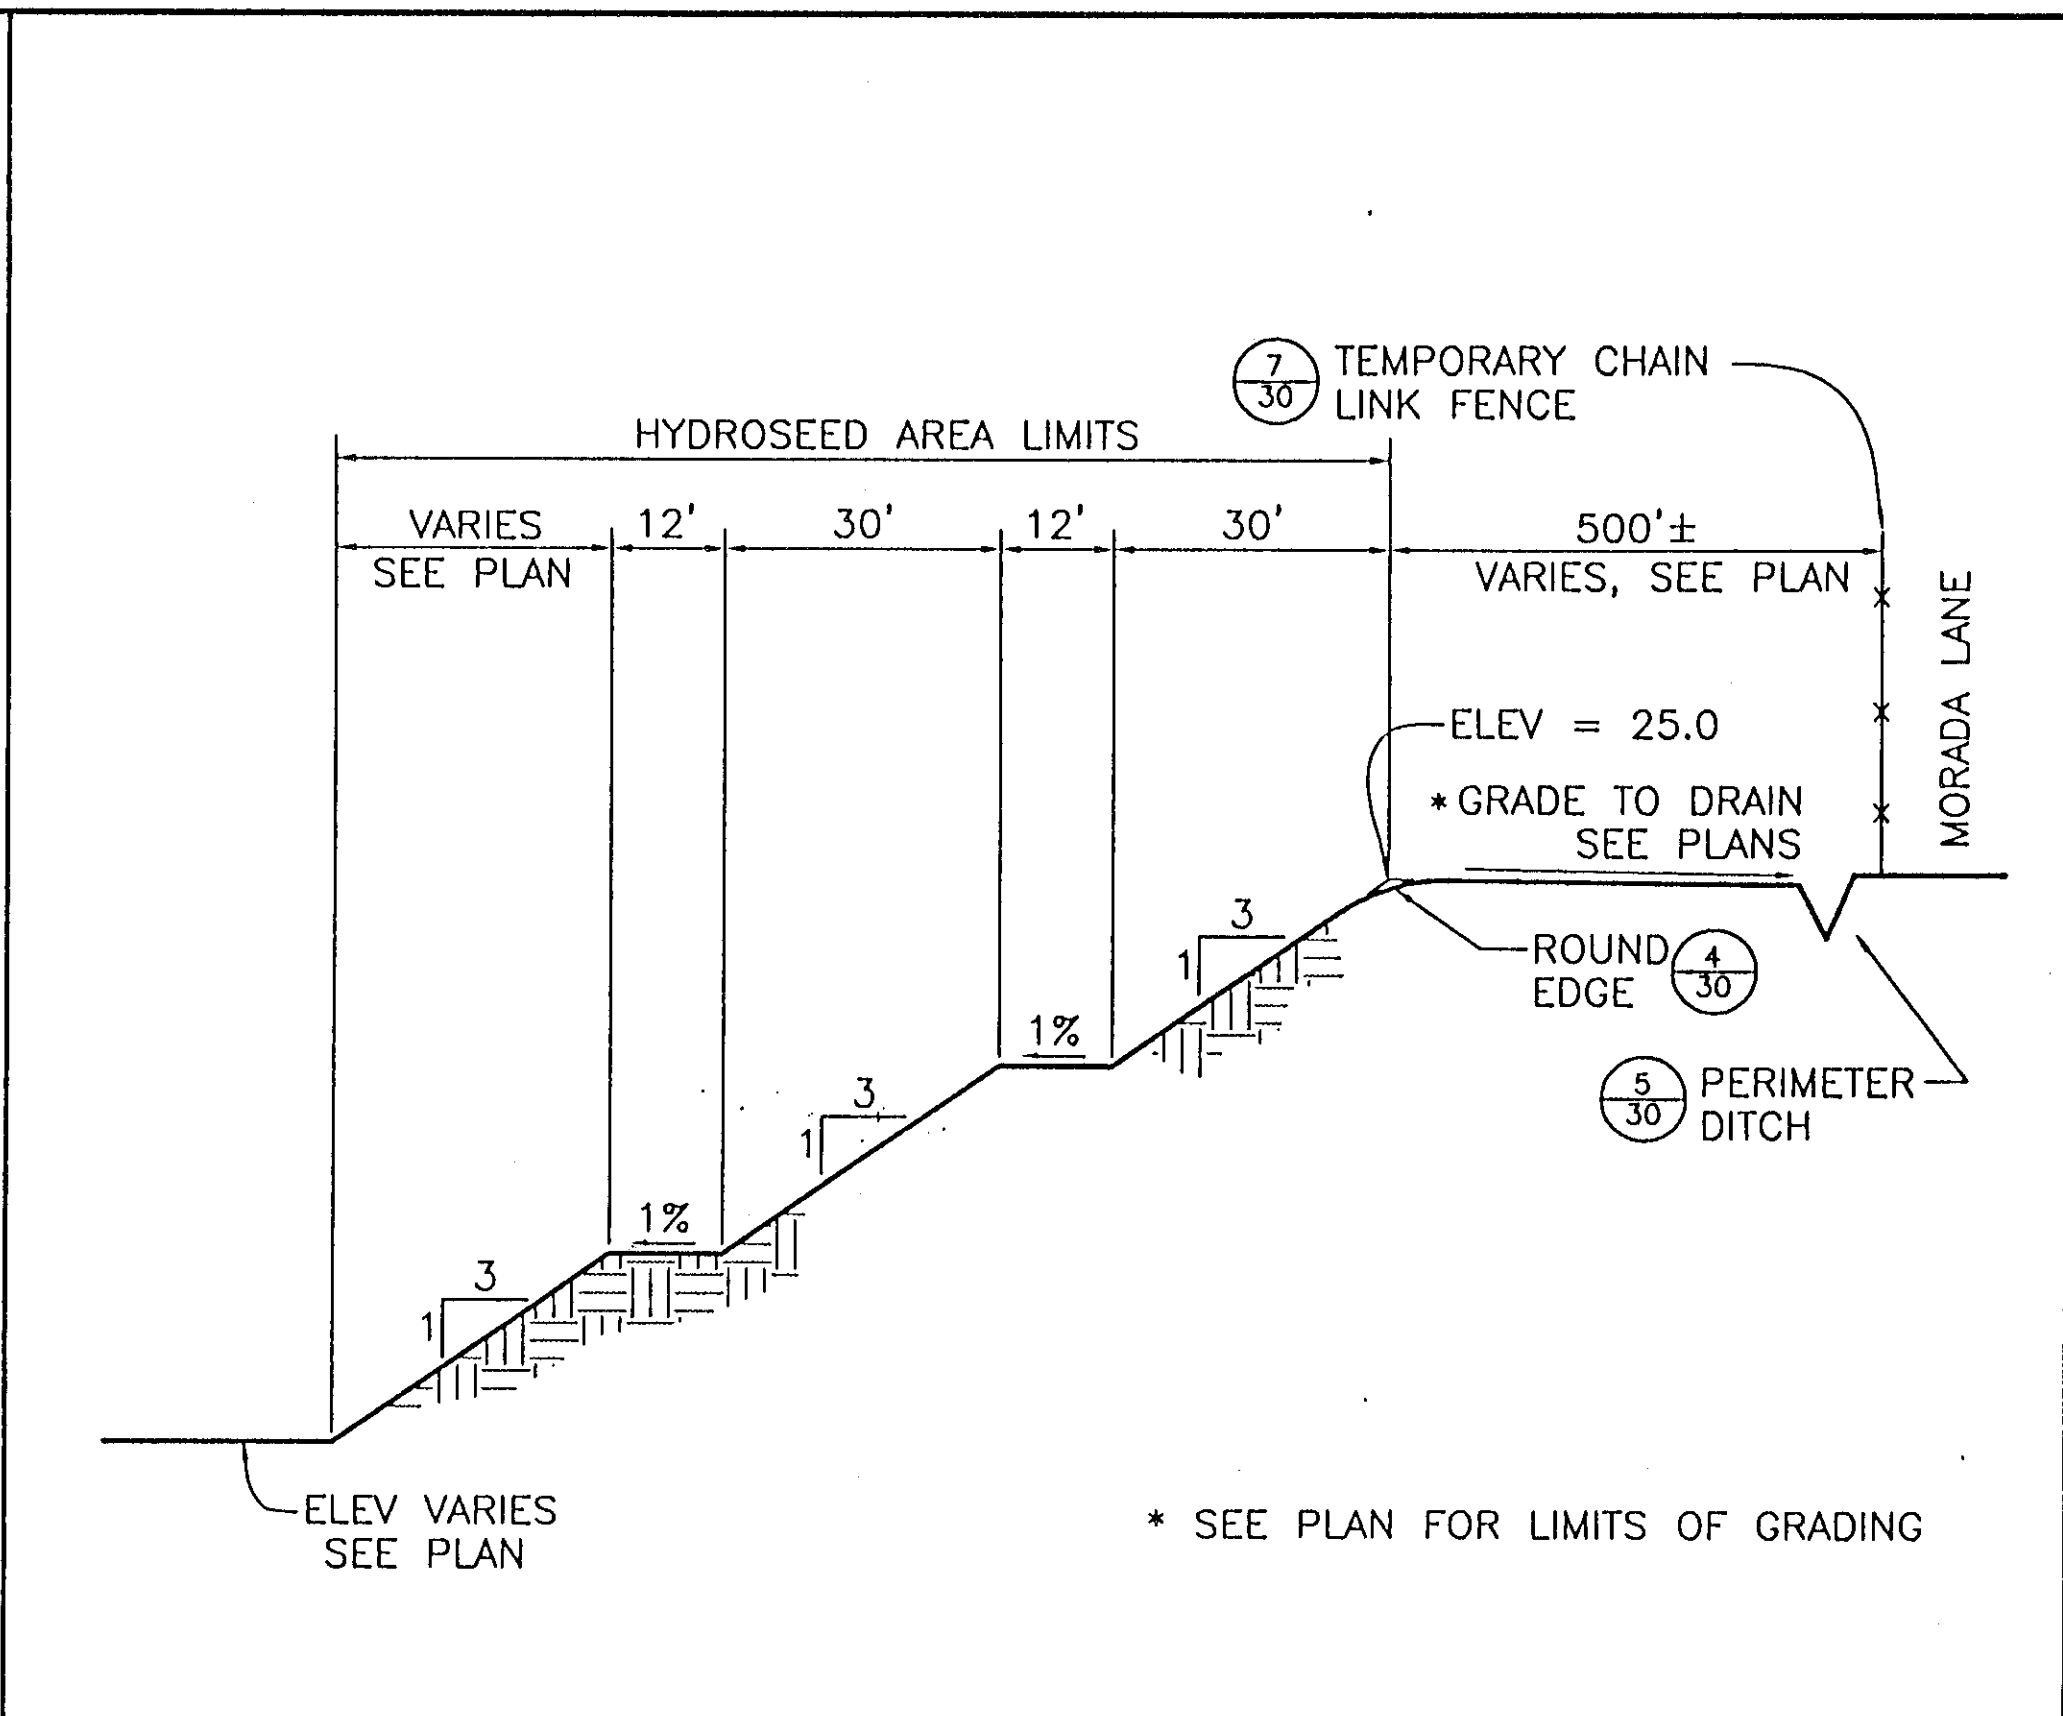 7
30
TEMPORARY CHAIN
LINK FENCE
HYDROSEED AREA LIMITS
VARIES
SEE PLAN
12'
30'
12'
30'
500'±
VARIES, SEE PLAN
MORADA LANE
ELEV = 25.0
* GRADE TO DRAIN
SEE PLANS
3
1
ROUND
EDGE
4
30
1%
5
30
PERIMETER
DITCH
3
1
1%
3
1
ELEV VARIES
SEE PLAN
* SEE PLAN FOR LIMITS OF GRADING